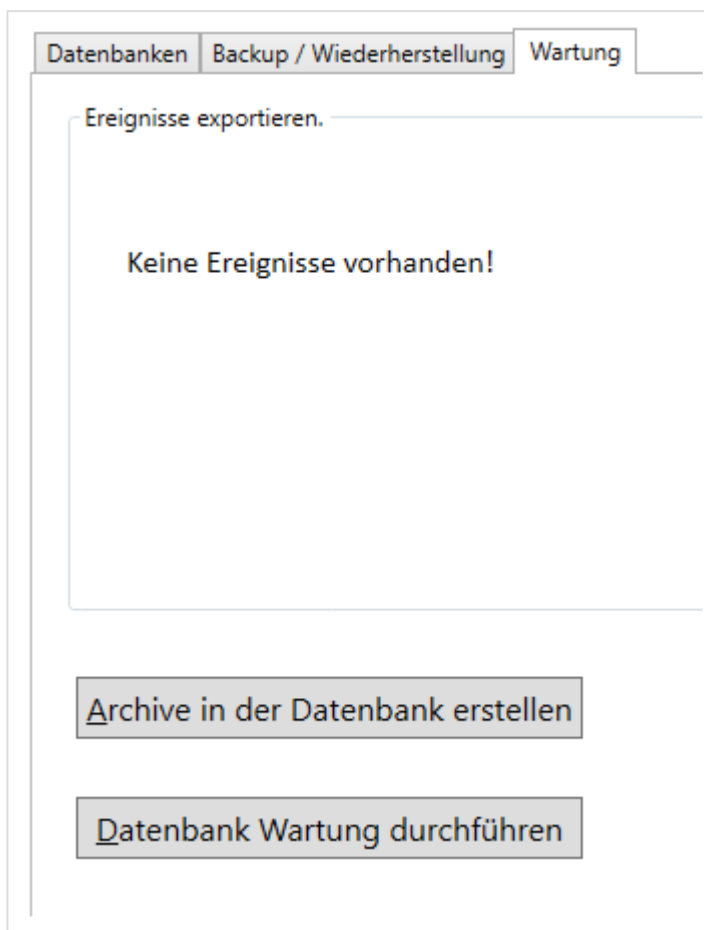 Datenbanken Backup / Wiederherstellung Wartung
Ereignisse exportieren.
Keine Ereignisse vorhanden!
Archive in der Datenbank erstellen
Datenbank Wartung durchführen